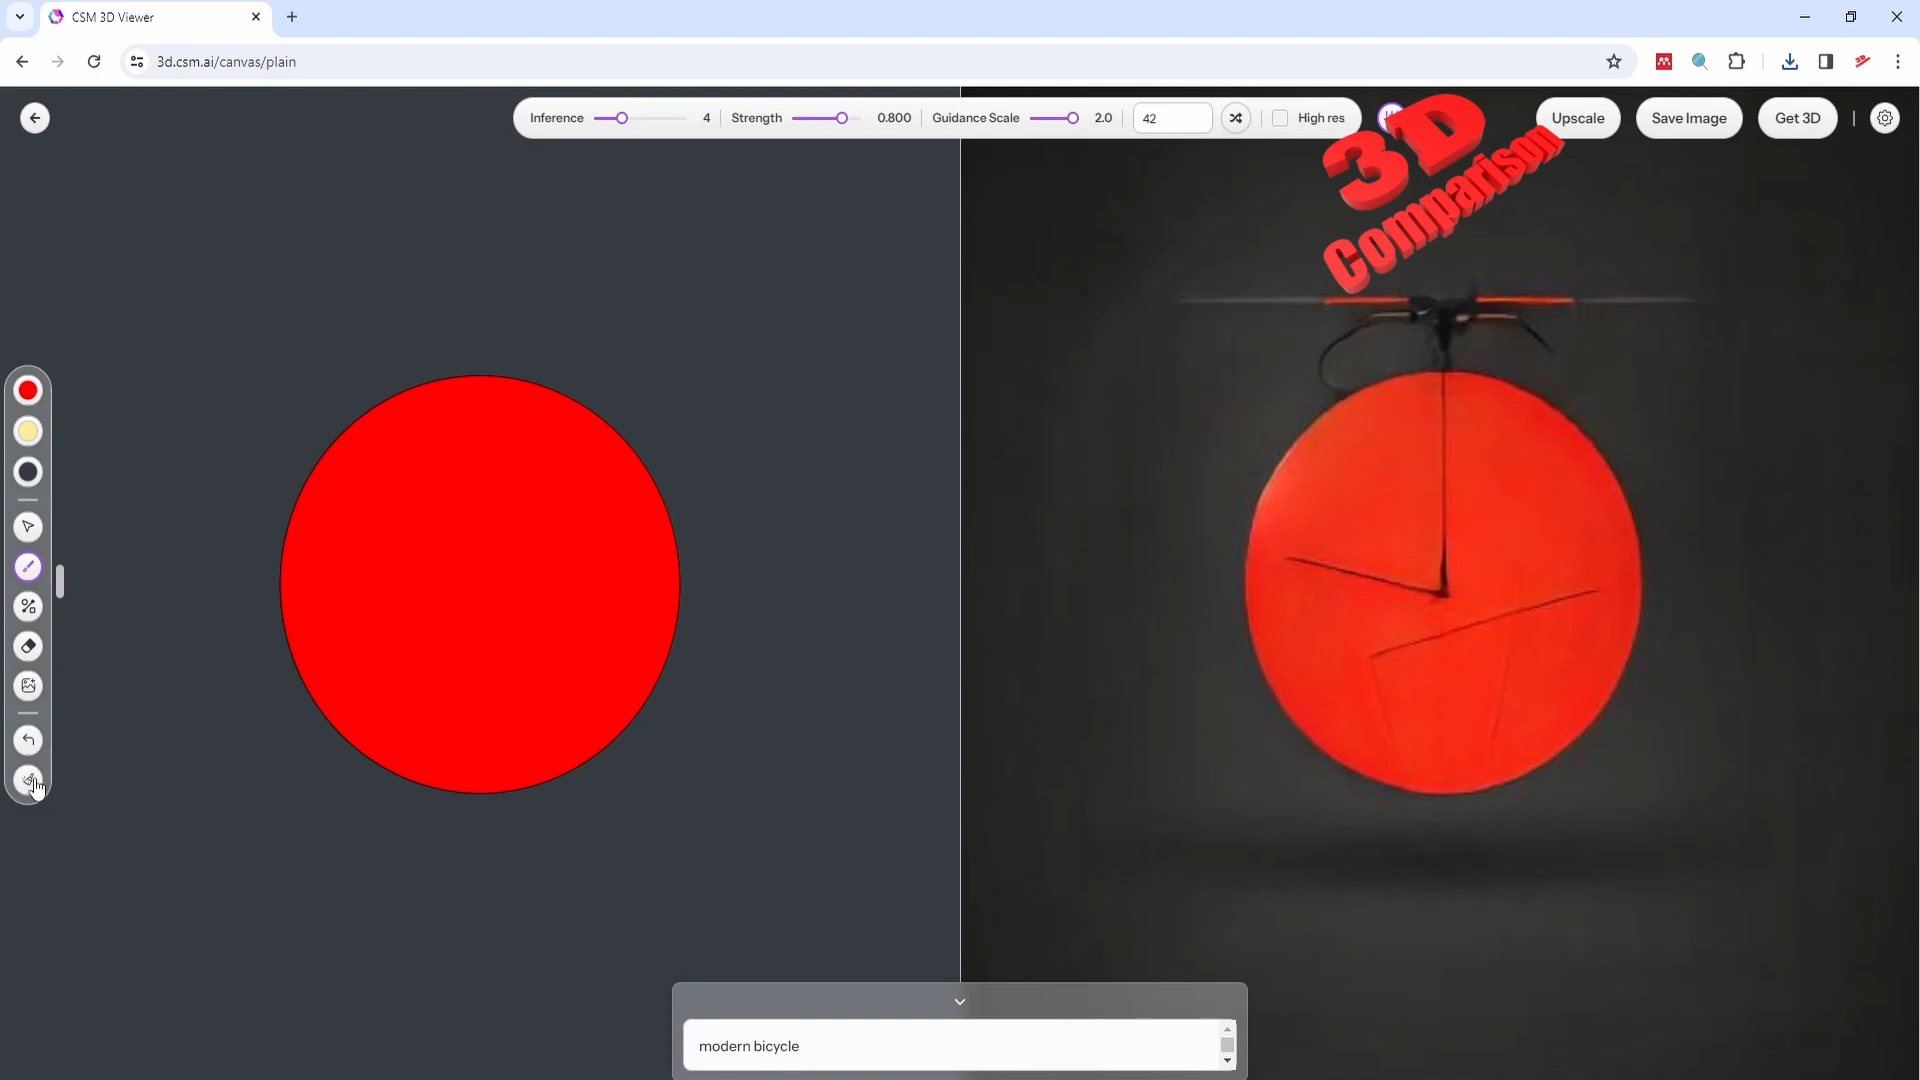 CSM 3D Viewer
3d.csm.ai/canvas/plain
Inference 4 Strength 0.800 Guidance Scale 2.0 42 High res
Upscale Save Image Get 3D
3D
Comparison
modern bicycle